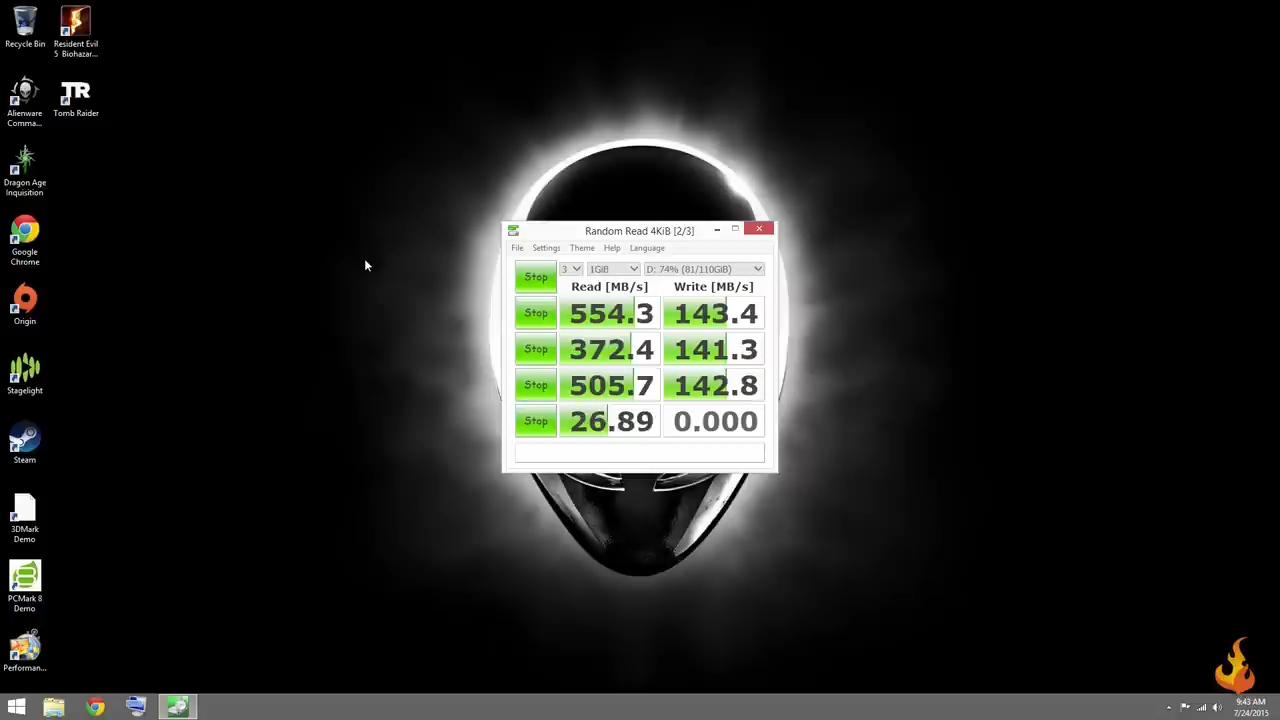 Recycle Bin
Resident Evil
5 Biohazar...
Alienware
Comma...
TR
Tomb Raider
Dragon Age
Inquisition
Google
Chrome
Origin
Stagelight
Steam
3DMark
Demo
PCMark 8
Demo
Performan...
Random Read 4KiB [2/3]
File Settings Theme Help Language
Stop 3 1GiB D: 74% (81/110GiB)
Read [MB/s] Write [MB/s]
Stop 554.3 143.4
Stop 372.4 141.3
Stop 505.7 142.8
Stop 26.89 0.000
9:43 AM
7/24/2015